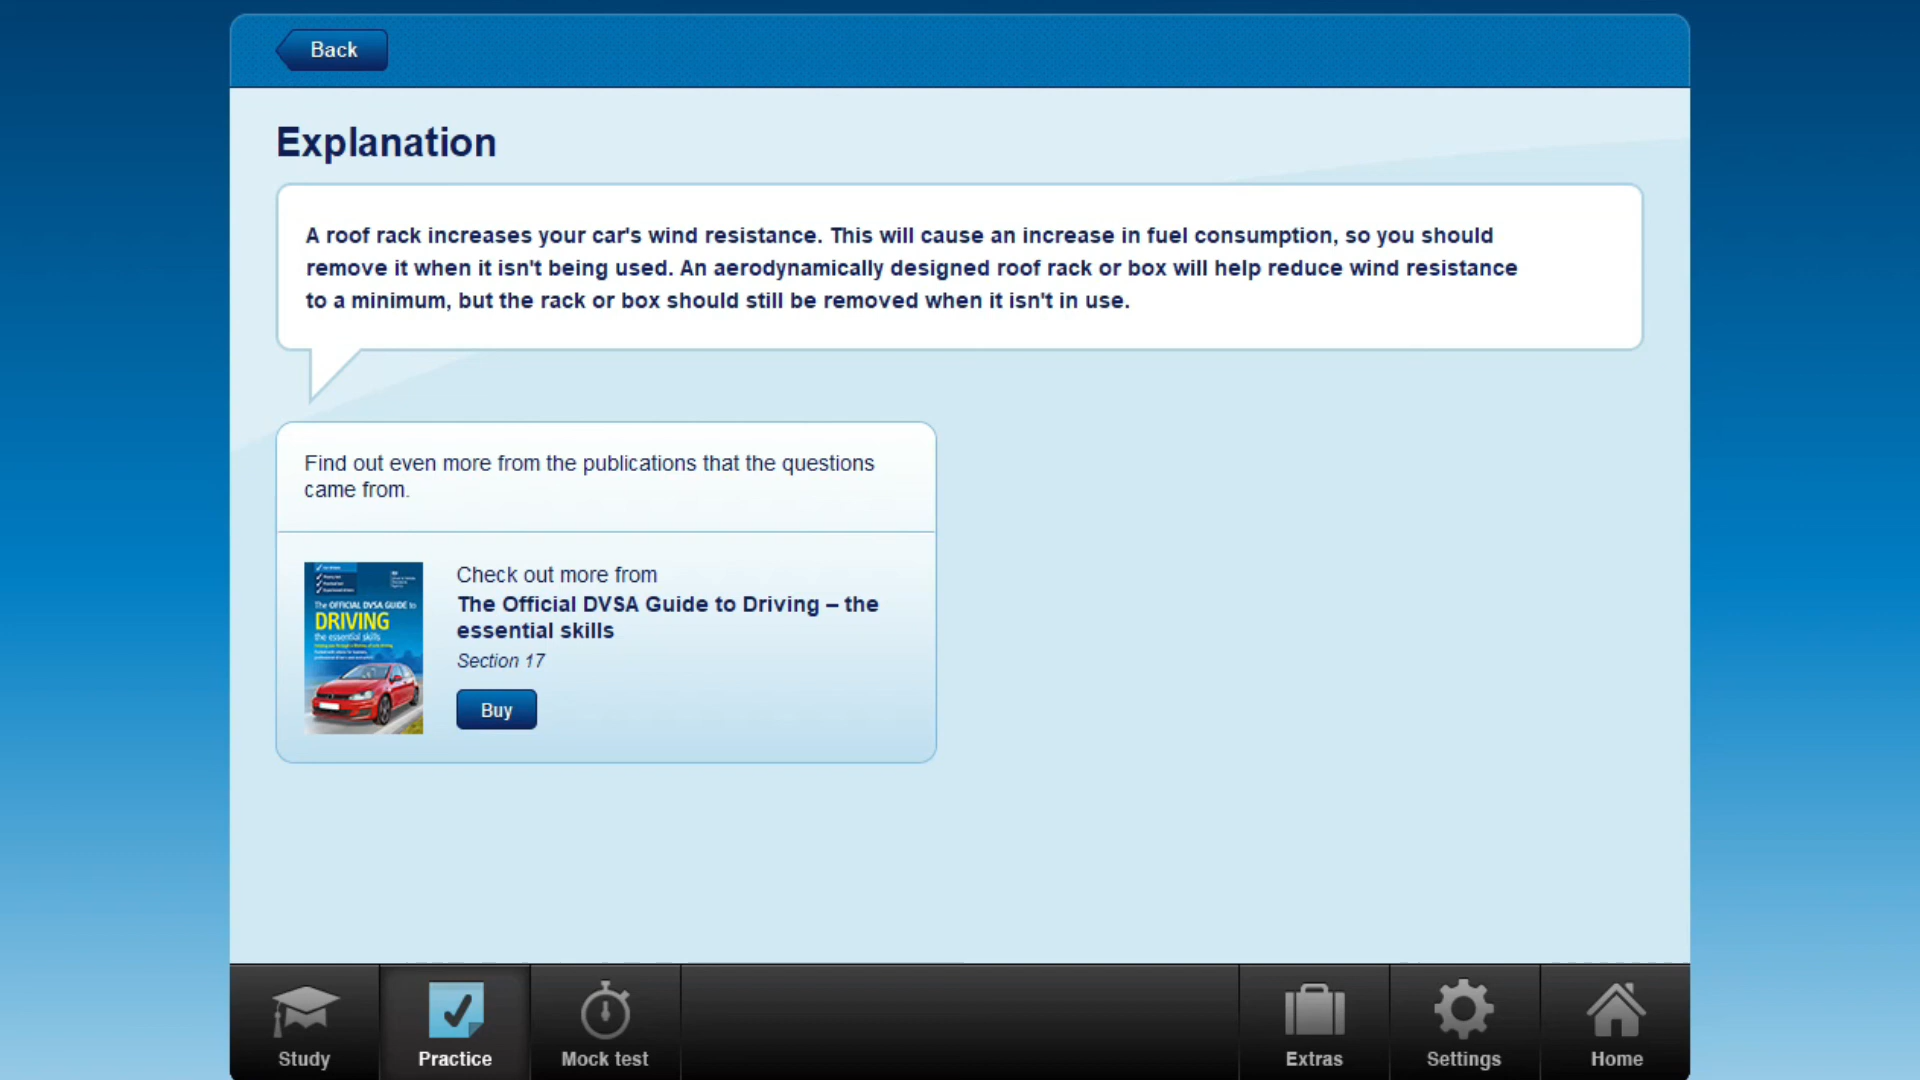 Back
Explanation
A roof rack increases your car's wind resistance. This will cause an increase in fuel consumption, so you should
remove it when it isn't being used. An aerodynamically designed roof rack or box will help reduce wind resistance
to a minimum, but the rack or box should still be removed when it isn't in use.
Find out even more from the publications that the questions
came from.
The OFFICIAL DVSA GUIDE to
DRIVING
the essential skills
Check out more from
The Official DVSA Guide to Driving – the
essential skills
Section 17
Buy
Study
Practice
Mock test
Extras
Settings
Home